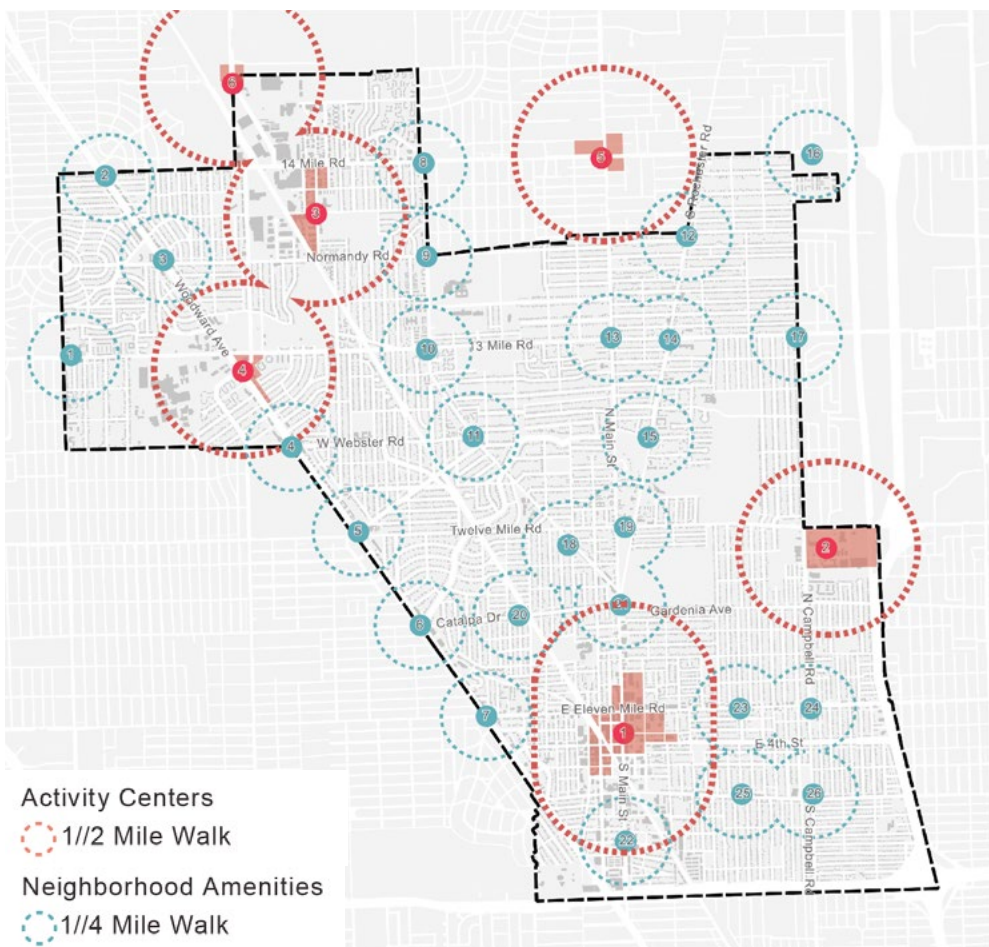 6
14 Mile Rd
8
5
16
2
S Rochester Rd
3
12
3
Normandy Rd
9
Woodward Ave
1
10
13 Mile Rd
13
14
17
4
4
W Webster Rd
11
N Main St
15
5
Twelve Mile Rd
18
19
2
6
Catalpa Dr
20
21
Gardenia Ave
N Campbell Rd
7
E Eleven Mile Rd
23
24
1
E 4th St
S Main St
25
26
22
S Campbell Rd
Activity Centers
1//2 Mile Walk
Neighborhood Amenities
1//4 Mile Walk